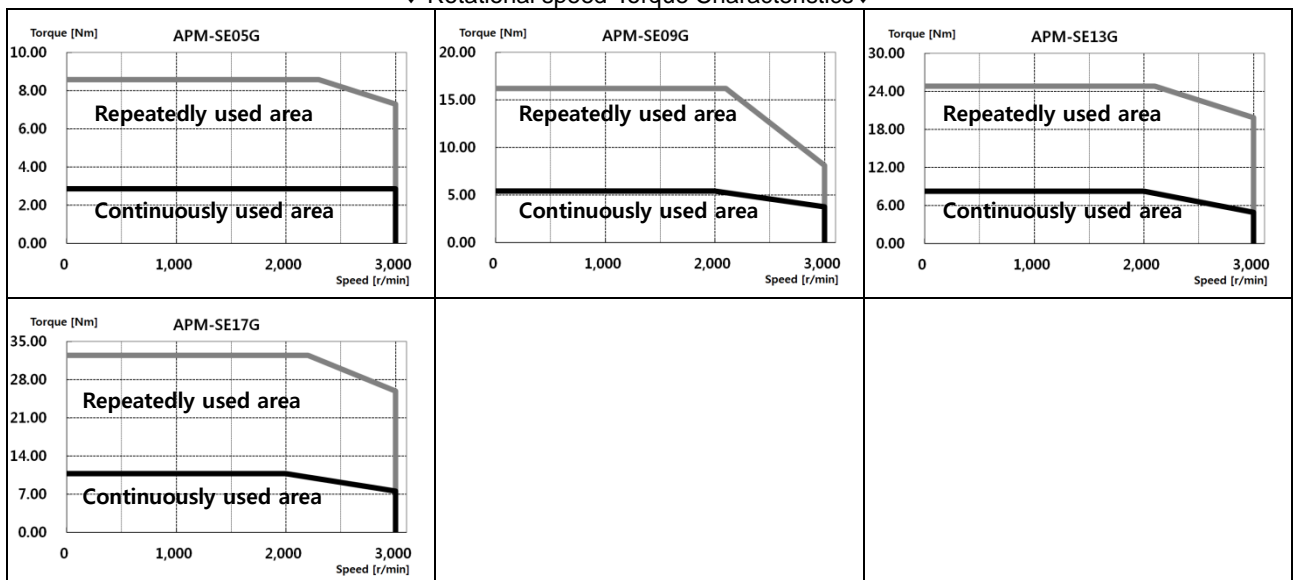 ▼ Rotational speed-Torque Characteristics▼
Torque [Nm] APM-SE05G
10.00
8.00
6.00
4.00
2.00
0.00
Repeatedly used area
Continuously used area
0 1,000 2,000 3,000
Speed [r/min]
Torque [Nm] APM-SE09G
20.00
15.00
10.00
5.00
0.00
Repeatedly used area
Continuously used area
0 1,000 2,000 3,000
Speed [r/min]
Torque [Nm] APM-SE13G
30.00
24.00
18.00
12.00
6.00
0.00
Repeatedly used area
Continuously used area
0 1,000 2,000 3,000
Speed [r/min]
Torque [Nm] APM-SE17G
35.00
28.00
21.00
14.00
7.00
0.00
Repeatedly used area
Continuously used area
0 1,000 2,000 3,000
Speed [r/min]